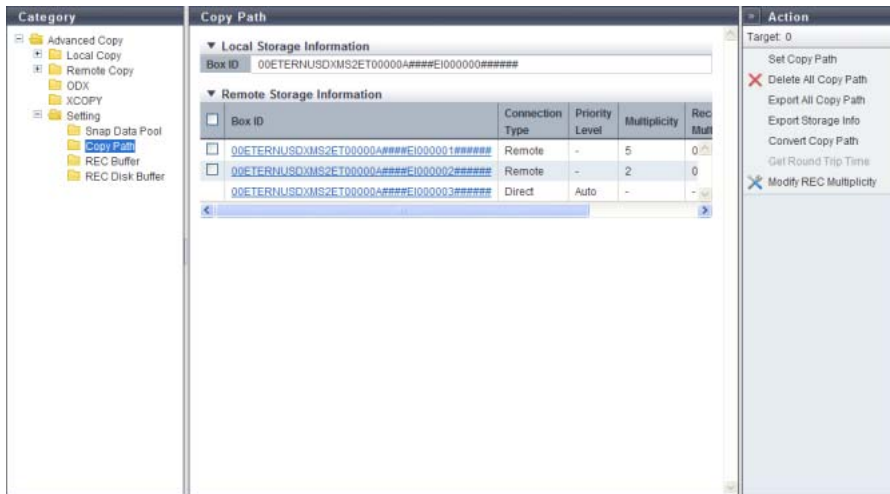 Category
Advanced Copy
Local Copy
Remote Copy
ODX
XCOPY
Setting
Snap Data Pool
Copy Path
REC Buffer
REC Disk Buffer
Copy Path
▼ Local Storage Information
Box ID 00ETERNUSDXMS2ET00000A####EI000000######
▼ Remote Storage Information
Box ID Connection Type Priority Level Multiplicity Rec Mult
00ETERNUSDXMS2ET00000A####EI000001###### Remote - 5 0
00ETERNUSDXMS2ET00000A####EI000002###### Remote - 2 0
00ETERNUSDXMS2ET00000A####EI000003###### Direct Auto - -
» Action
Target: 0
Set Copy Path
Delete All Copy Path
Export All Copy Path
Export Storage Info
Convert Copy Path
Get Round Trip Time
Modify REC Multiplicity